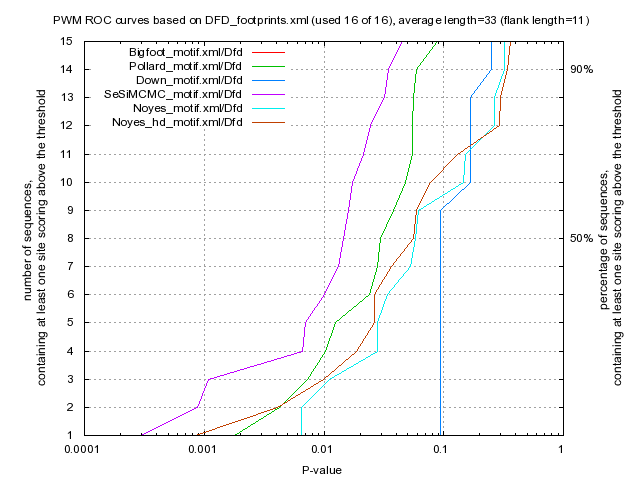 PWM ROC curves based on DFD_footprints.xml (used 16 of 16), average length=33 (flank length=11)
number of sequences,
containing at least one site scoring above the threshold
15
14
13
12
11
10
9
8
7
6
5
4
3
2
1
Bigfoot_motif.xml/Dfd
Pollard_motif.xml/Dfd
Down_motif.xml/Dfd
SeSiMCMC_motif.xml/Dfd
Noyes_motif.xml/Dfd
Noyes_hd_motif.xml/Dfd
90%
50%
percentage of sequences,
containing at least one site scoring above the threshold
0.0001 0.001 0.01 0.1 1
P-value